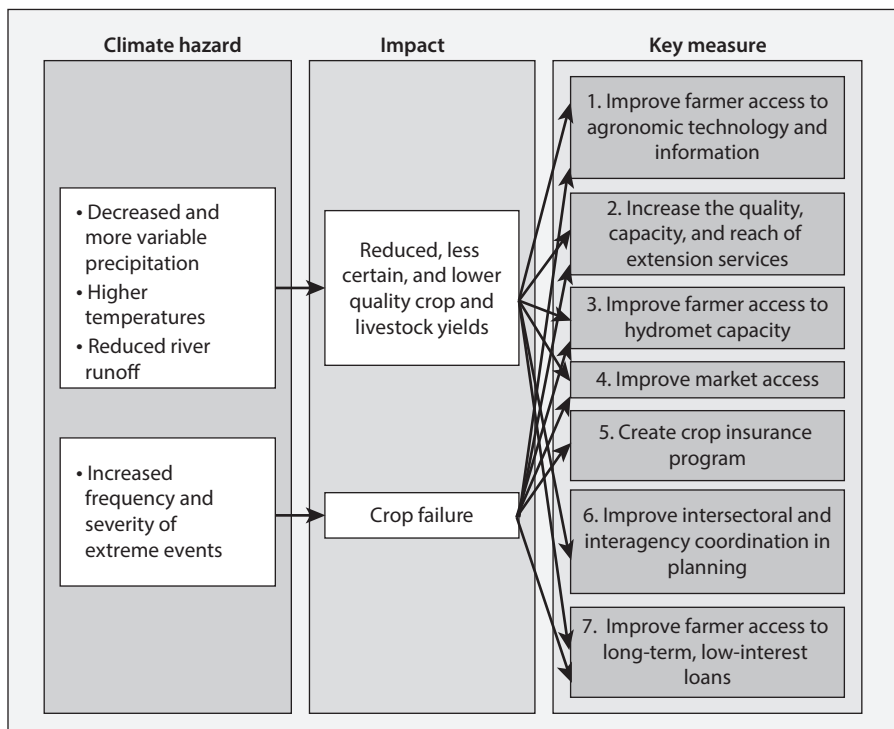 Climate hazard
Impact
Key measure
• Decreased and
more variable
precipitation
• Higher
temperatures
• Reduced river
runoff
• Increased
frequency and
severity of
extreme events
Reduced, less
certain, and lower
quality crop and
livestock yields
Crop failure
1. Improve farmer access to
agronomic technology and
information
2. Increase the quality,
capacity, and reach of
extension services
3. Improve farmer access to
hydromet capacity
4. Improve market access
5. Create crop insurance
program
6. Improve intersectoral and
interagency coordination in
planning
7. Improve farmer access to
long-term, low-interest
loans